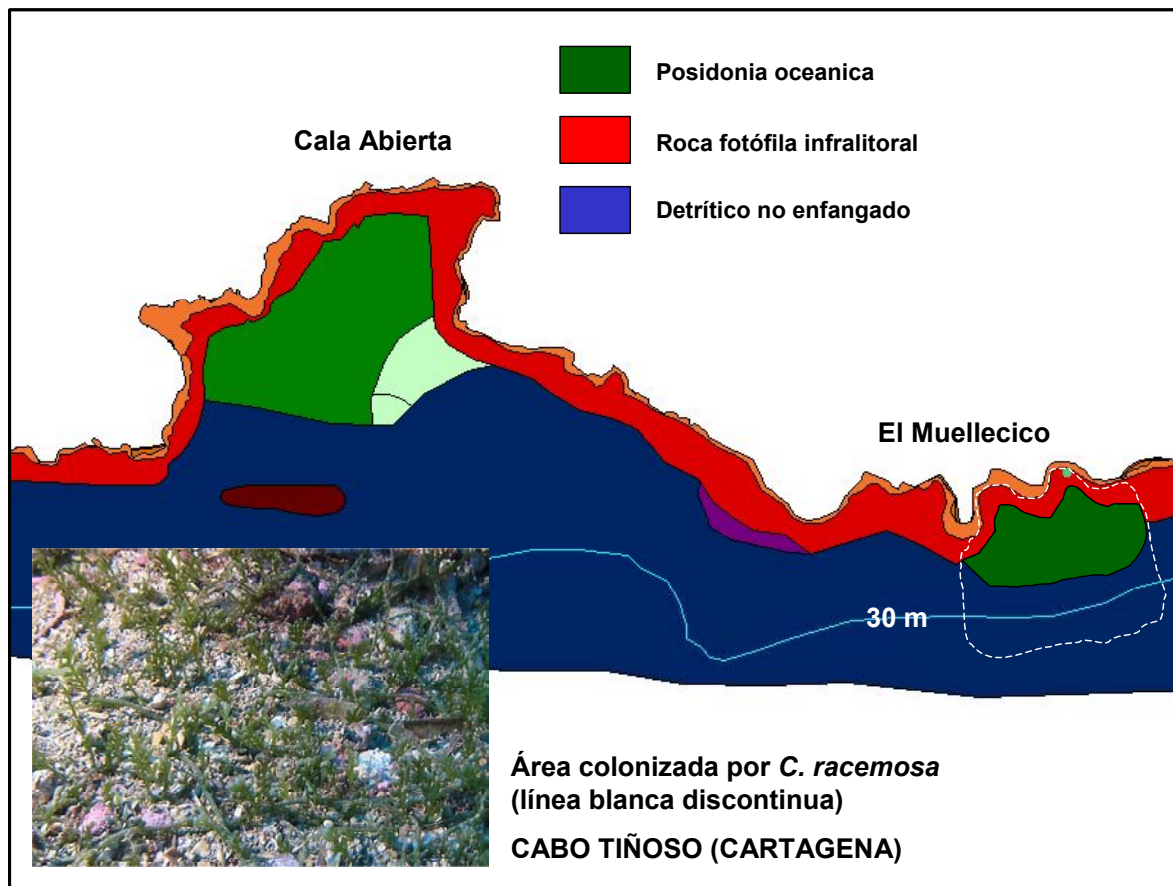 Posidonia oceanica
Roca fotófila infralitoral
Detrítico no enfangado
Cala Abierta
El Muellecico
30 m
Área colonizada por C. racemosa
(línea blanca discontinua)
CABO TIÑOSO (CARTAGENA)